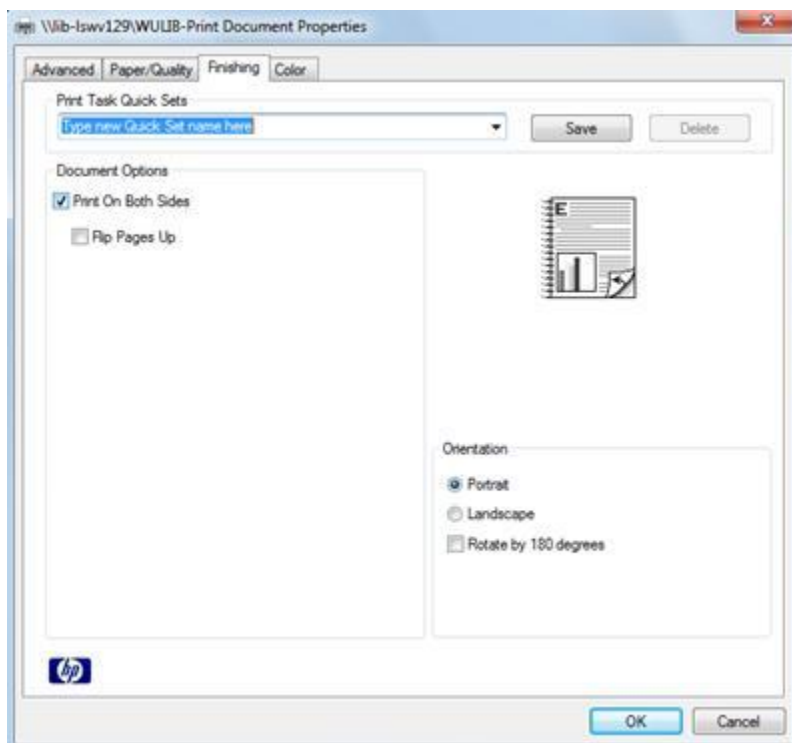 \\lib-lswv129\WULIB-Print Document Properties
Advanced Paper/Quality Finishing Color
Print Task Quick Sets
Type new Quick Set name here Save Delete
Document Options
Print On Both Sides
Flip Pages Up
E
Orientation
Portrait
Landscape
Rotate by 180 degrees
hp
OK Cancel